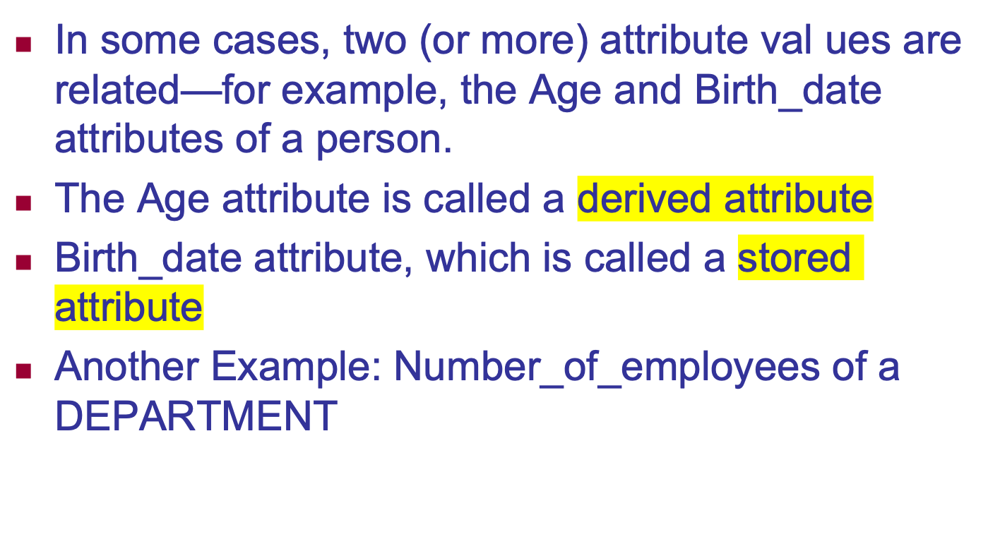 In some cases, two (or more) attribute val ues are
related—for example, the Age and Birth_date
attributes of a person.
The Age attribute is called a derived attribute
Birth_date attribute, which is called a stored
attribute
Another Example: Number_of_employees of a
DEPARTMENT